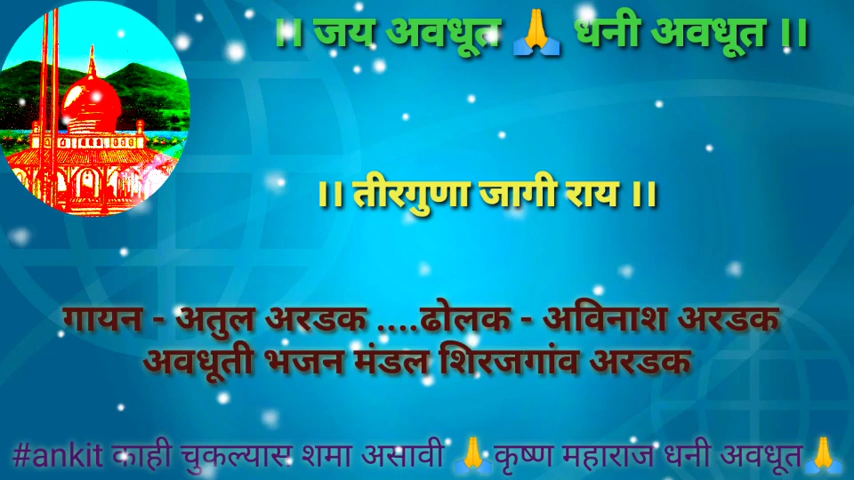 ।। जय अवधूत 🙏 धनी अवधूत ।।
।। तीरगुणा जागी राय ।।
गायन - अतुल अरडक ....ढोलक - अविनाश अरडक
अवधूती भजन मंडल शिरजगांव अरडक
#ankit काही चुकल्यास शमा असावी 🙏कृष्ण महाराज धनी अवधूत🙏